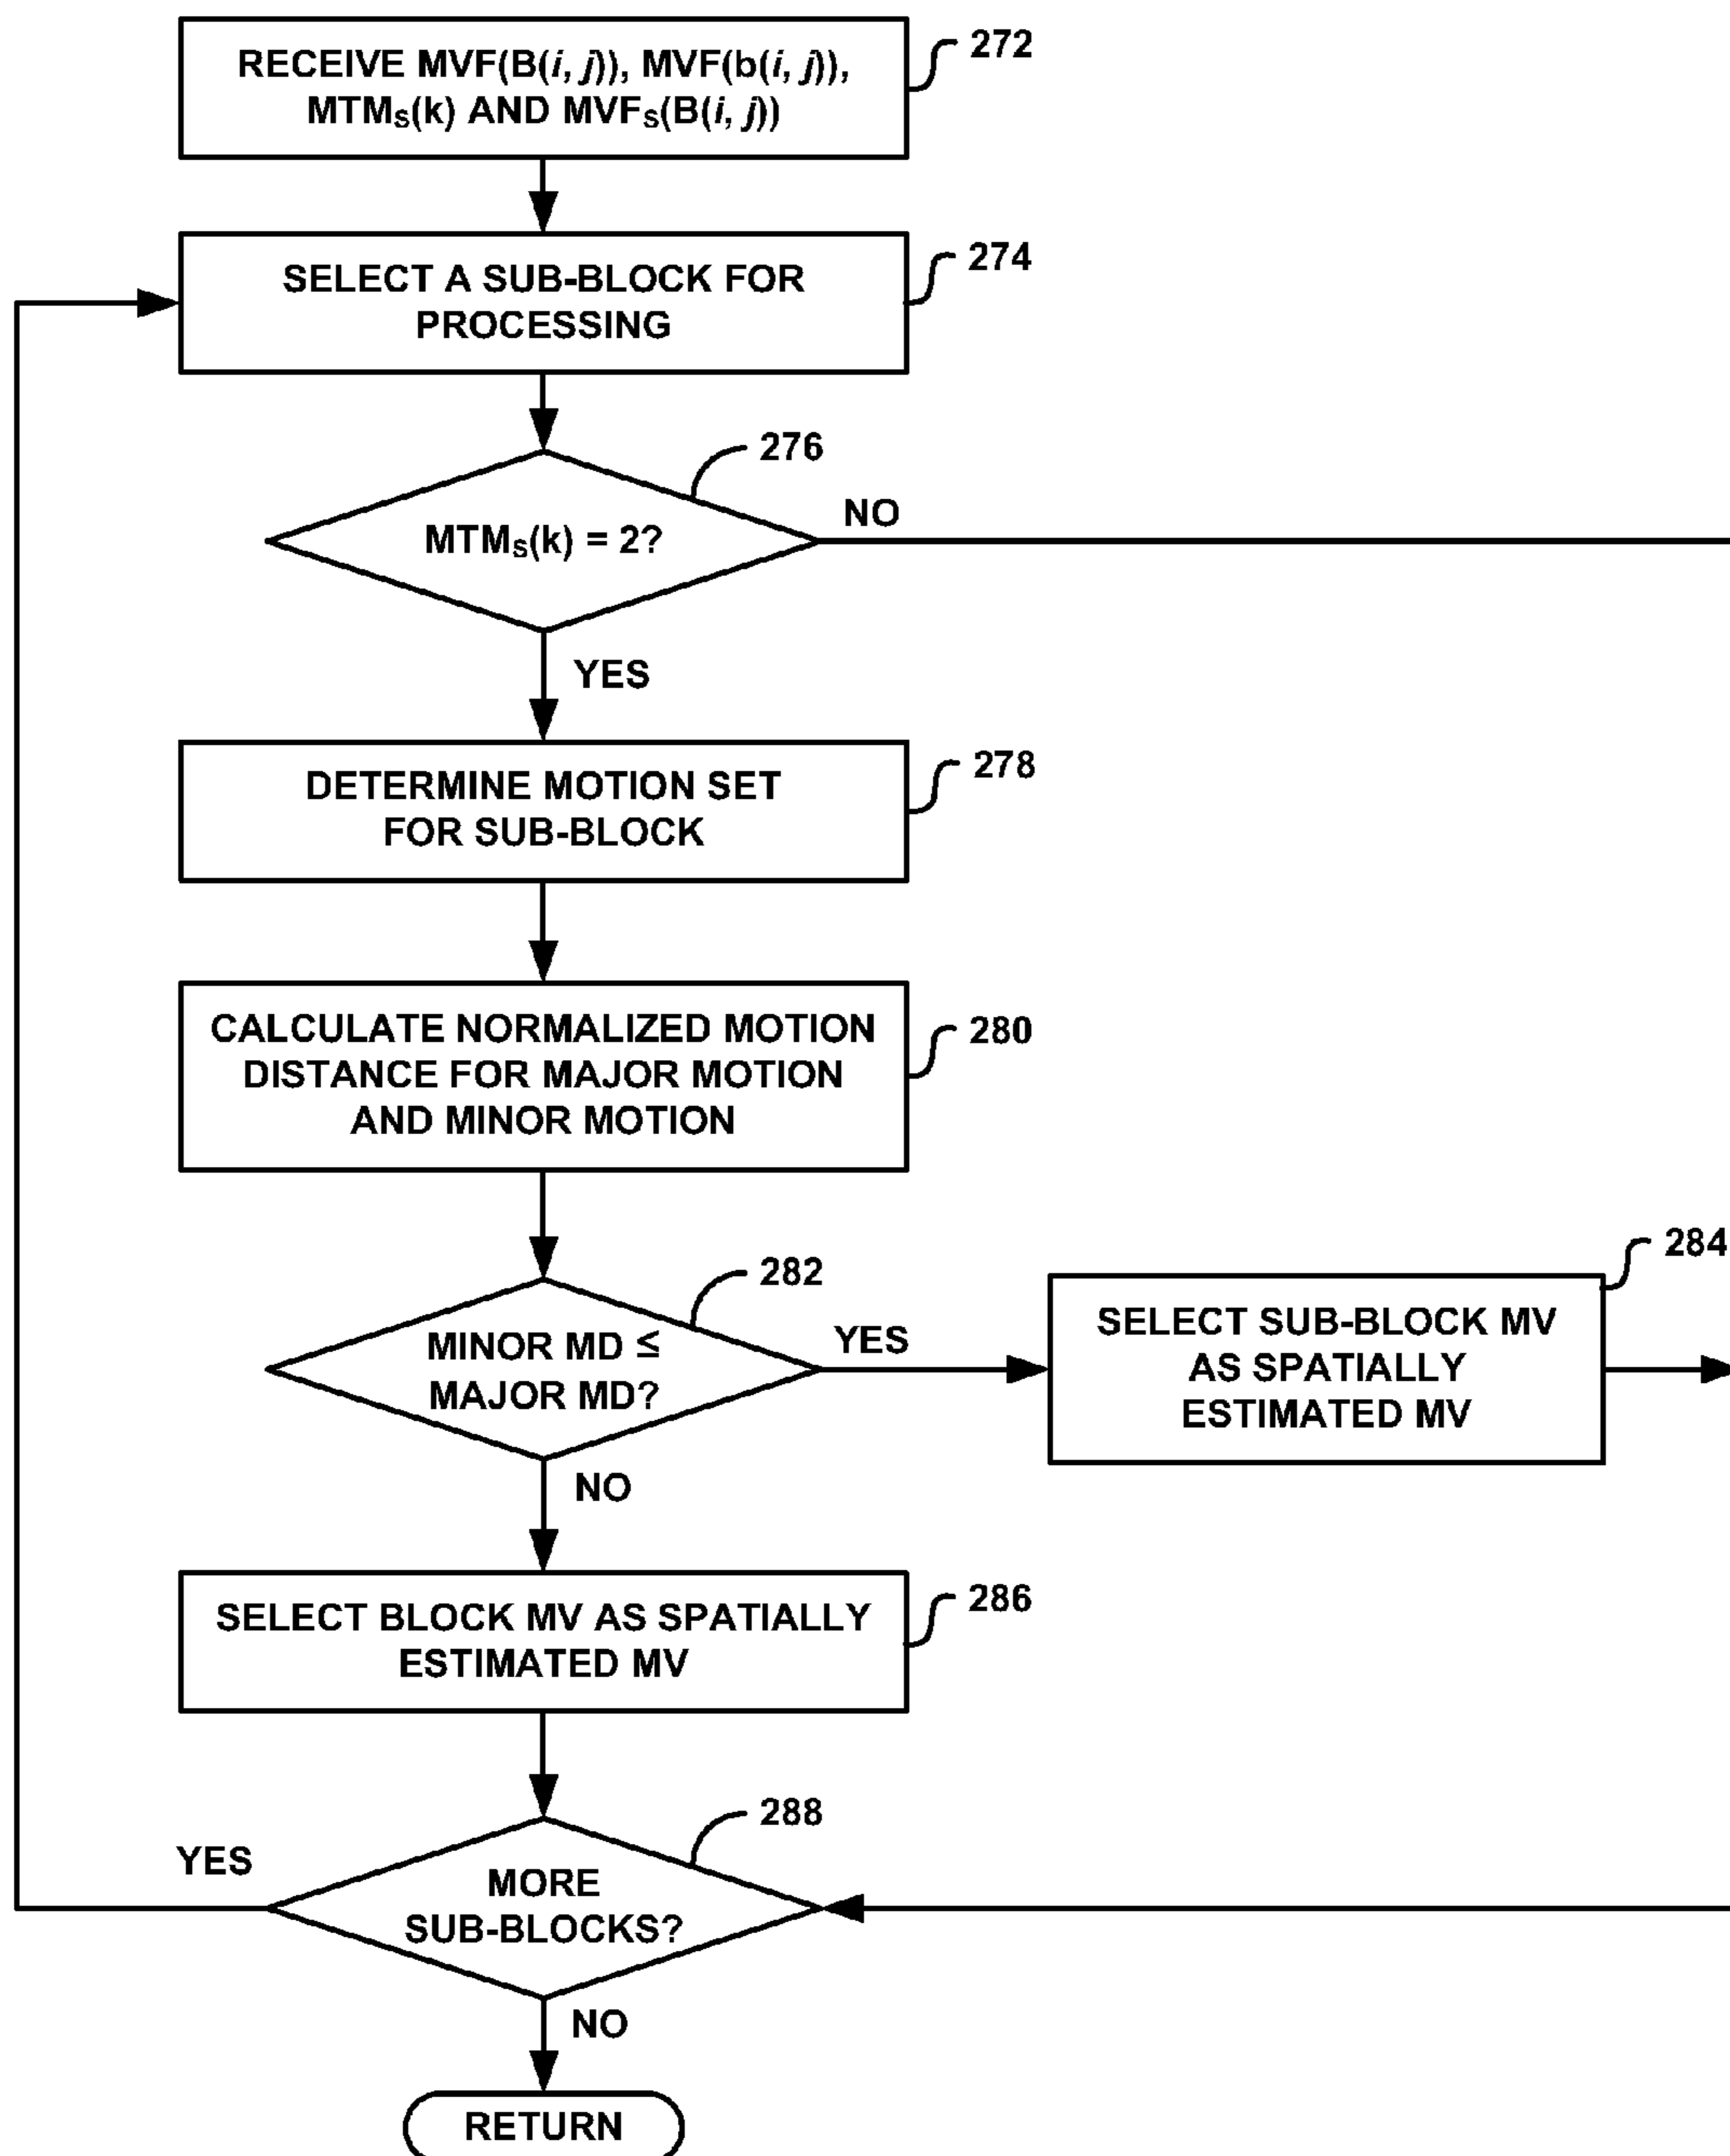 RECEIVE MVF(B(i, j)), MVF(b(i, j)),
MTMS(k) AND MVFS(B(i, j))
272
SELECT A SUB-BLOCK FOR
PROCESSING
274
276
MTMS(k) = 2?
NO
YES
DETERMINE MOTION SET
FOR SUB-BLOCK
278
CALCULATE NORMALIZED MOTION
DISTANCE FOR MAJOR MOTION
AND MINOR MOTION
280
282
MINOR MD ≤
MAJOR MD?
YES
284
SELECT SUB-BLOCK MV
AS SPATIALLY
ESTIMATED MV
NO
SELECT BLOCK MV AS SPATIALLY
ESTIMATED MV
286
288
YES
MORE
SUB-BLOCKS?
NO
RETURN